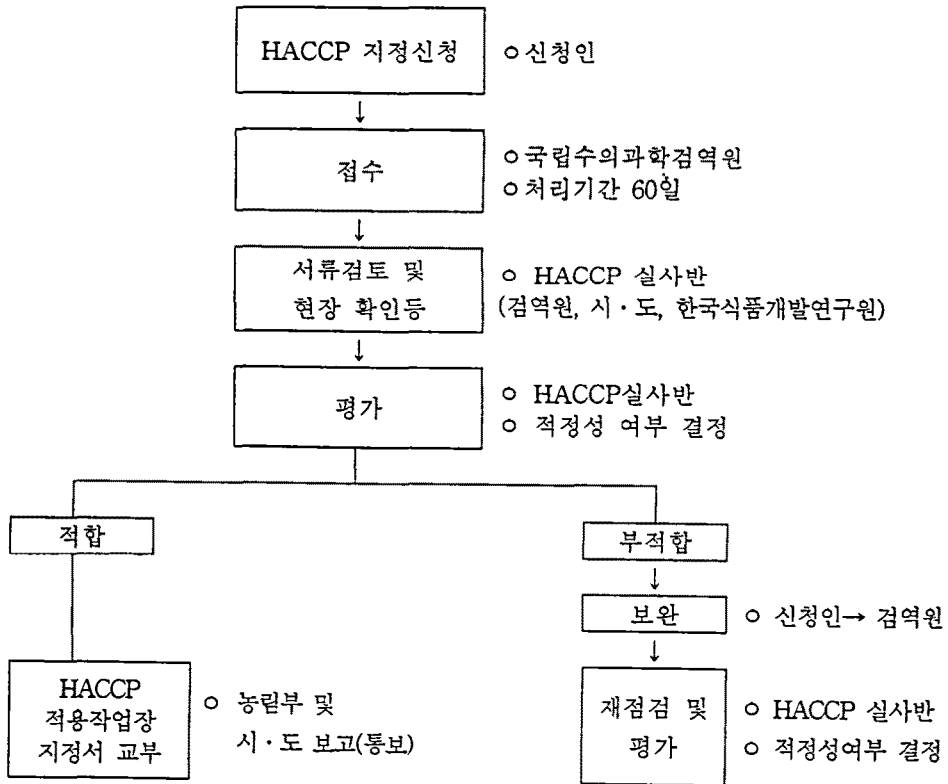 HACCP 지정신청
○ 신청인
↓
접수
○ 국립수의과학검역원
○ 처리기간 60일
↓
서류검토 및
현장 확인등
○ HACCP 실사반
(검역원, 시·도, 한국식품개발연구원)
↓
평가
○ HACCP실사반
○ 적정성 여부 결정
적합
부적합
↓
보완
○ 신청인→ 검역원
↓
HACCP
적용작업장
지정서 교부
○ 농림부 및
시·도 보고(통보)
재점검 및
평가
○ HACCP 실사반
○ 적정성여부 결정